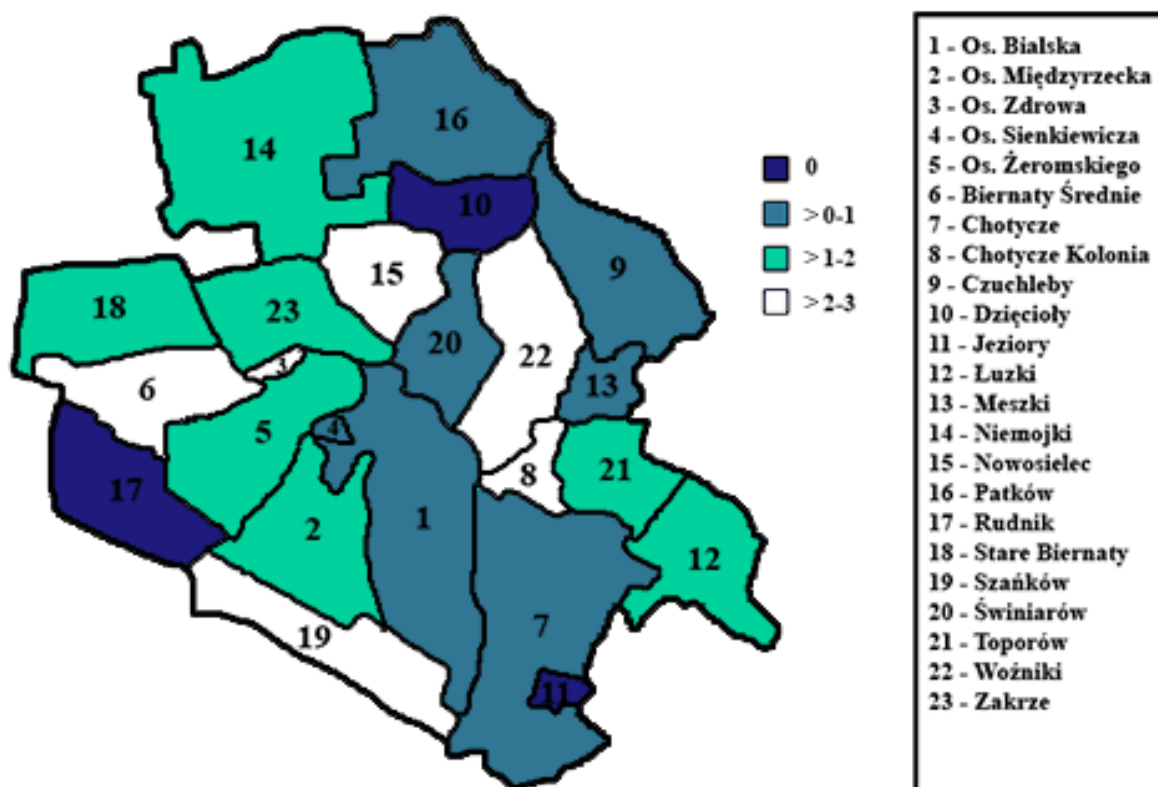 16
14
10
9
15
18
23
20
22
3
13
6
4
5
8
21
17
2
1
12
7
19
11
0
> 0-1
> 1-2
> 2-3
1 - Os. Bialska
2 - Os. Międzyrzecka
3 - Os. Zdrowa
4 - Os. Sienkiewicza
5 - Os. Żeromskiego
6 - Biernaty Średnie
7 - Chotycze
8 - Chotycze Kolonia
9 - Czuchleby
10 - Dzięcioły
11 - Jeziory
12 - Łuzki
13 - Meszki
14 - Niemojki
15 - Nowosielec
16 - Patków
17 - Rudnik
18 - Stare Biernaty
19 - Szańków
20 - Świniarów
21 - Toporów
22 - Woźniki
23 - Zakrze